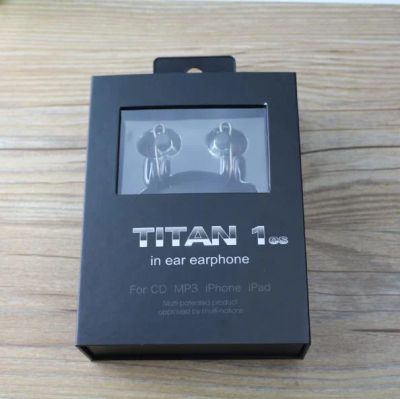 TITAN 1es
in ear earphone
For CD MP3 iPhone iPad
Multi-patented product
approved by multi-nations